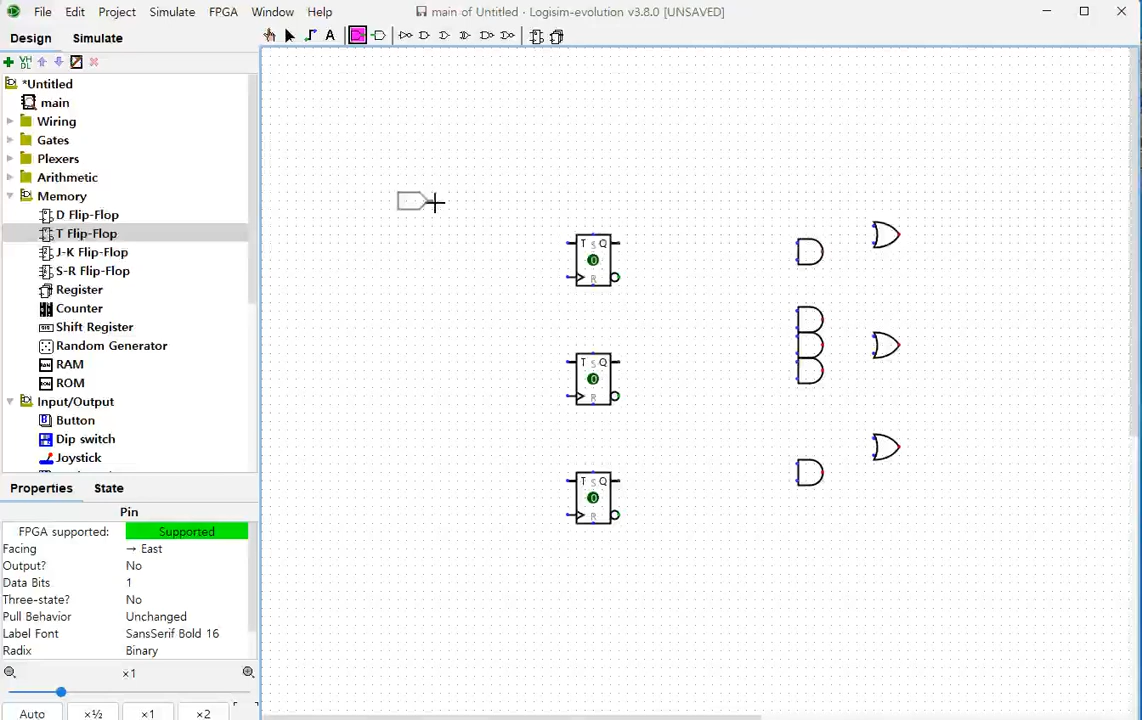 File Edit Project Simulate FPGA Window Help main of Untitled · Logisim-evolution v3.8.0 [UNSAVED]
Design Simulate
A
VH
DL
*Untitled
main
Wiring
Gates
Plexers
Arithmetic
Memory
D Flip-Flop
T Flip-Flop
J-K Flip-Flop
S-R Flip-Flop
Register
Counter
Shift Register
Random Generator
RAM
ROM
Input/Output
Button
Dip switch
Joystick
Properties State
Pin
FPGA supported: Supported
Facing → East
Output? No
Data Bits 1
Three-state? No
Pull Behavior Unchanged
Label Font SansSerif Bold 16
Radix Binary
×1
Auto ×½ ×1 ×2
T S Q
0
R
T S Q
0
R
T S Q
0
R